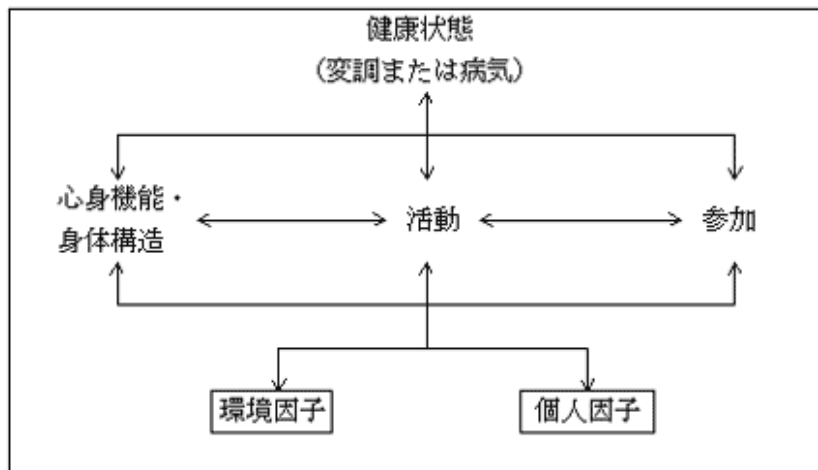 健康状態
（変調または病気）
心身機能・
身体構造
活動
参加
環境因子
個人因子